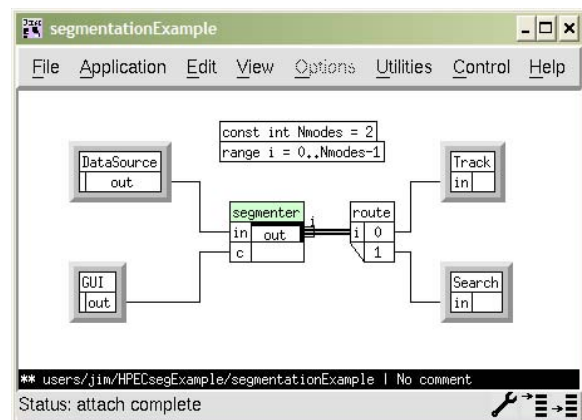 segmentationExample
File Application Edit View Options Utilities Control Help
const int Nmodes = 2
range i = 0..Nmodes-1
DataSource
out
Track
in
segmenter
in out
c
i
route
i 0
1
GUI
out
Search
in
** users/jim/HPECsegExample/segmentationExample | No comment
Status: attach complete